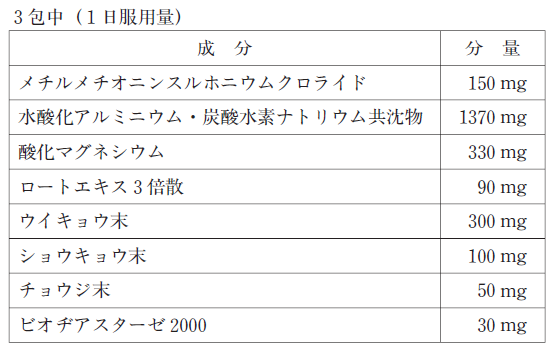 3包中(1日服用量)
成 分 分 量
メチルメチオニンスルホニウムクロライド 150 mg
水酸化アルミニウム・炭酸水素ナトリウム共沈物 1370 mg
酸化マグネシウム 330 mg
ロートエキス3倍散 90 mg
ウイキョウ末 300 mg
ショウキョウ末 100 mg
チョウジ末 50 mg
ビオヂアスターゼ2000 30 mg